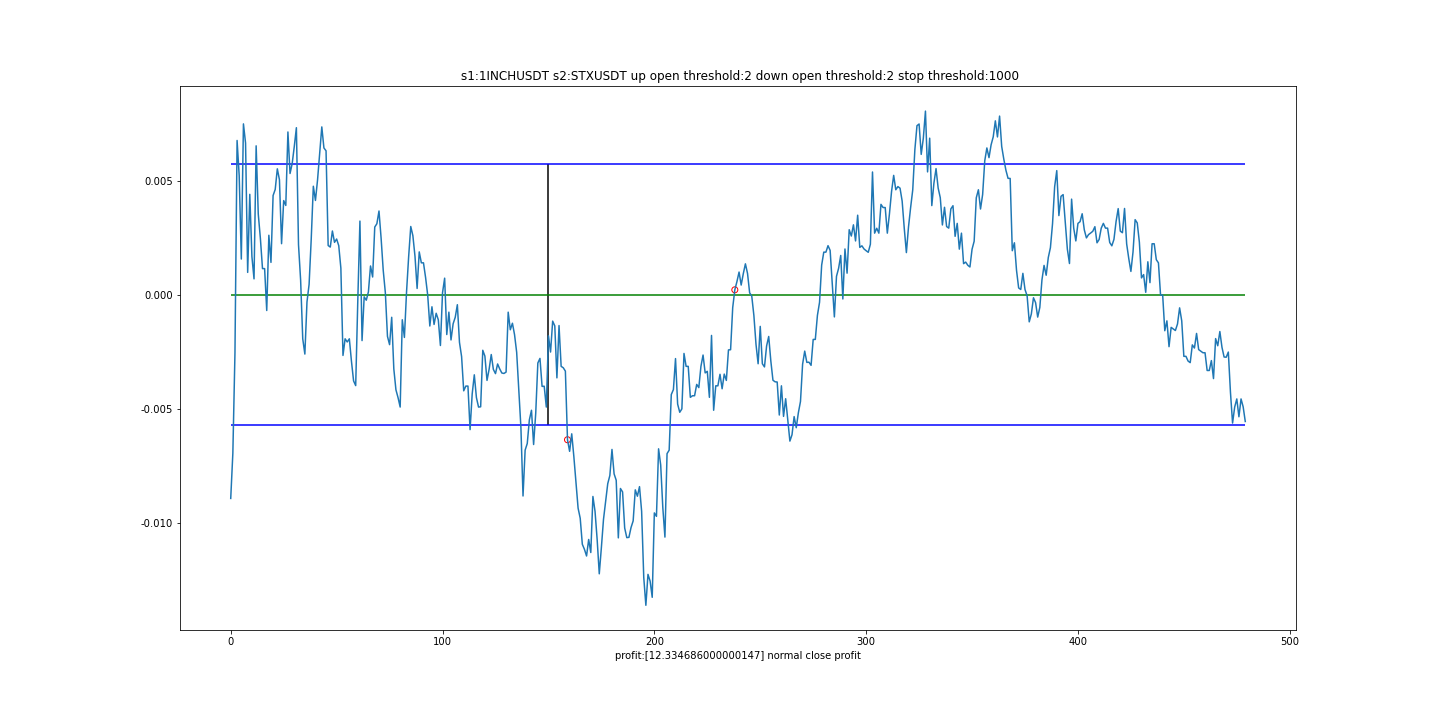 s1:1INCHUSDT s2:STXUSDT up open threshold:2 down open threshold:2 stop threshold:1000
0.005
0.000
-0.005
-0.010
0 100 200 300 400 500
profit:[12.334686000000147] normal close profit